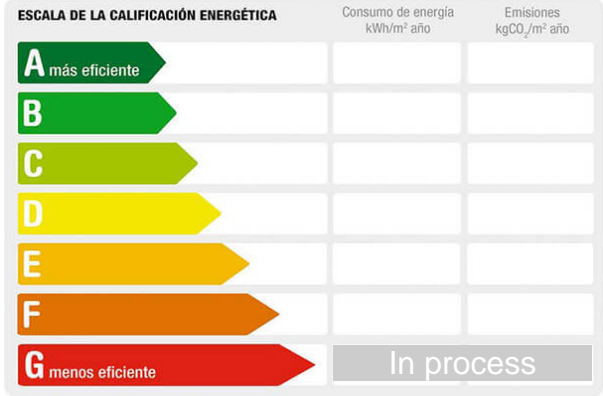 ESCALA DE LA CALIFICACIÓN ENERGÉTICA
Consumo de energía
kWh/m² año
Emisiones
kgCO₂/m² año
A más eficiente
B
C
D
E
F
G menos eficiente
In process